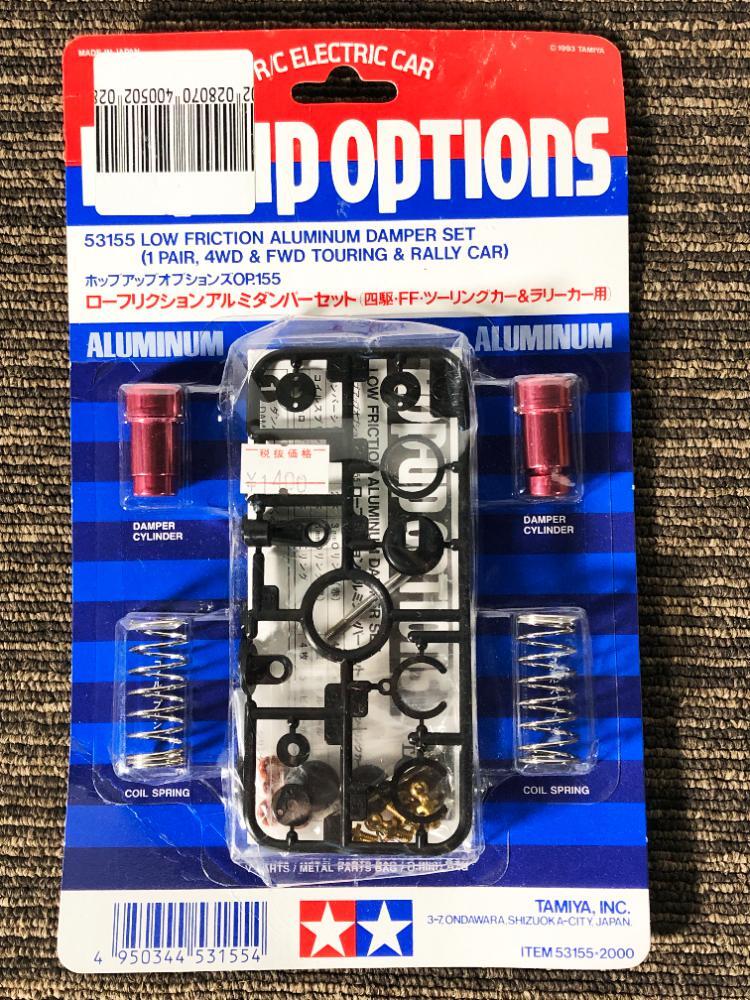 MADE IN JAPAN
R/C ELECTRIC CAR
© 1993 TAMIYA
028070 400502 028
up OPTIONS
53155 LOW FRICTION ALUMINUM DAMPER SET
(1 PAIR, 4WD & FWD TOURING & RALLY CAR)
ホップアップオプションズOP.155
ローフリクションアルミダンパーセット(四駆・FF・ツーリングカー&ラリーカー用)
ALUMINUM
ALUMINUM
税抜価格
¥1,400
LOW FRICTION ALUMINUM DAMPER
DAMPER
CYLINDER
DAMPER
CYLINDER
COIL SPRING
COIL SPRING
PARTS / METAL PARTS BAG / O-RING
4 950344 531554
TAMIYA, INC.
3-7, ONDAWARA, SHIZUOKA-CITY, JAPAN.
ITEM 53155・2000